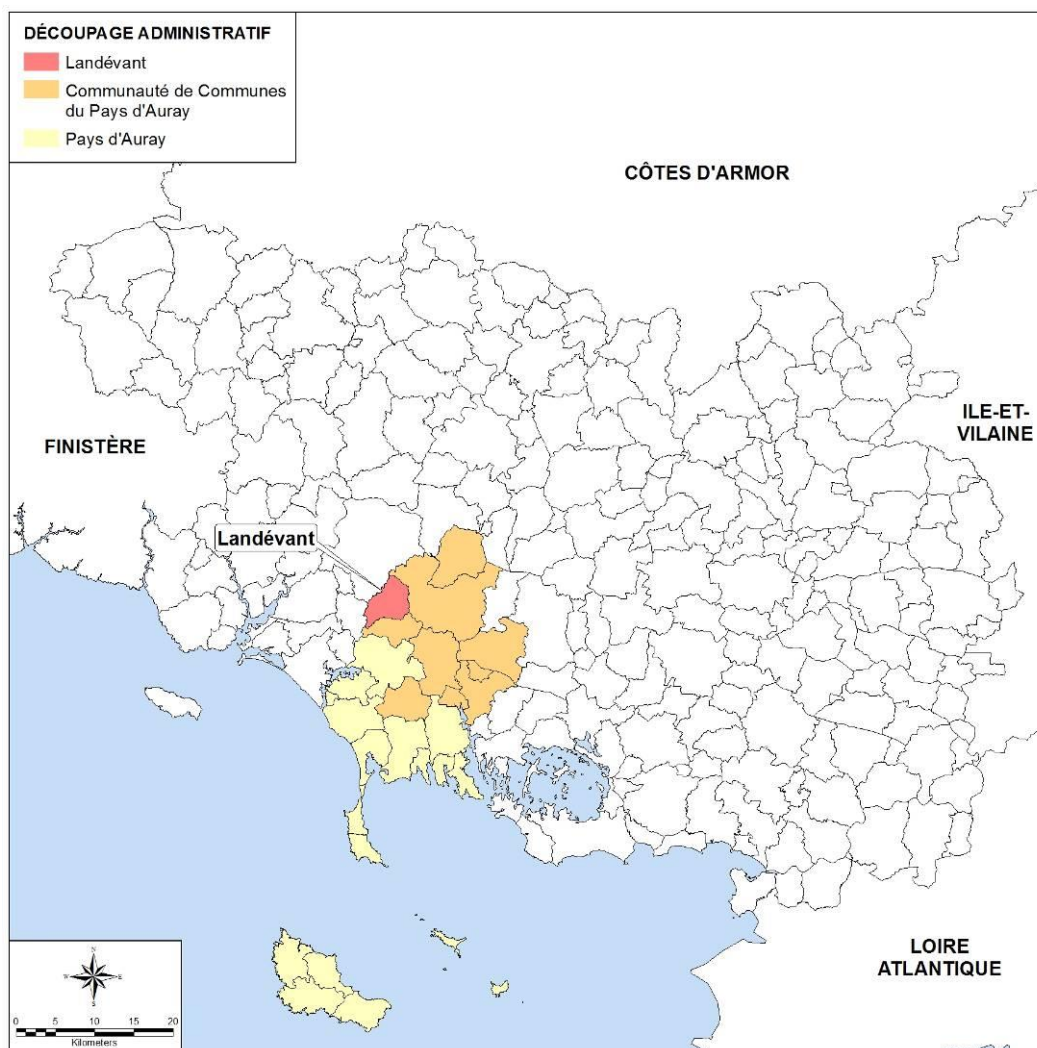 DÉCOUPAGE ADMINISTRATIF
Landévant
Communauté de Communes
du Pays d'Auray
Pays d'Auray
CÔTES D'ARMOR
FINISTÈRE
ILE-ET-
VILAINE
Landévant
LOIRE
ATLANTIQUE
N
W E
S
0 5 10 15 20
Kilometers